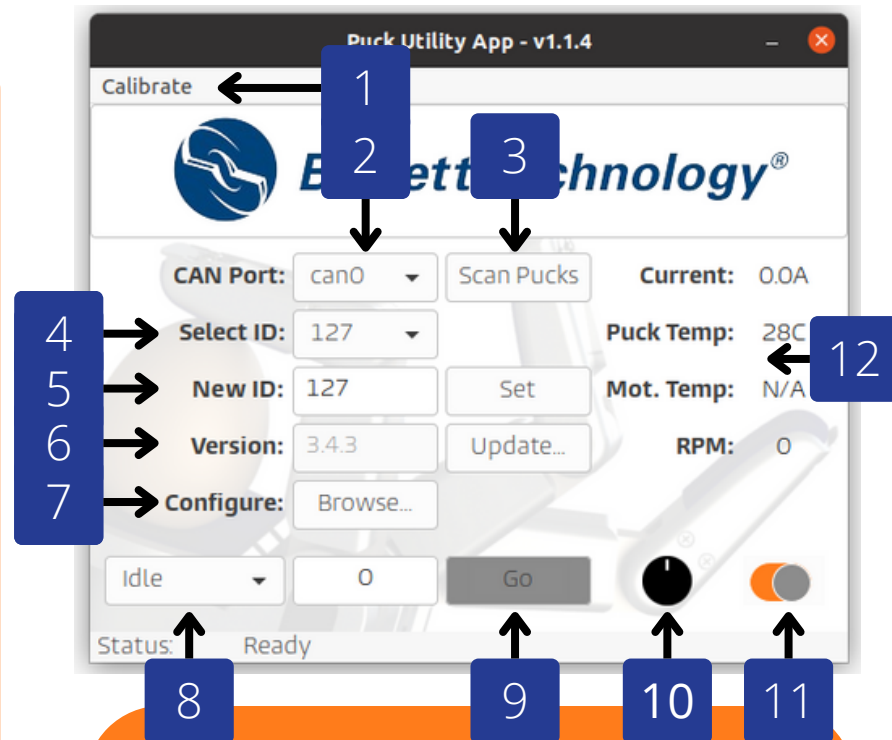 Puck Utility App - v1.1.4
Calibrate
1
2
3
CAN Port: can0 Scan Pucks Current: 0.0A
4 Select ID: 127 Puck Temp: 28C
12
5 New ID: 127 Set Mot. Temp: N/A
6 Version: 3.4.3 Update... RPM: 0
7 Configure: Browse...
Idle 0 Go
Status: Ready
8 9 10 11